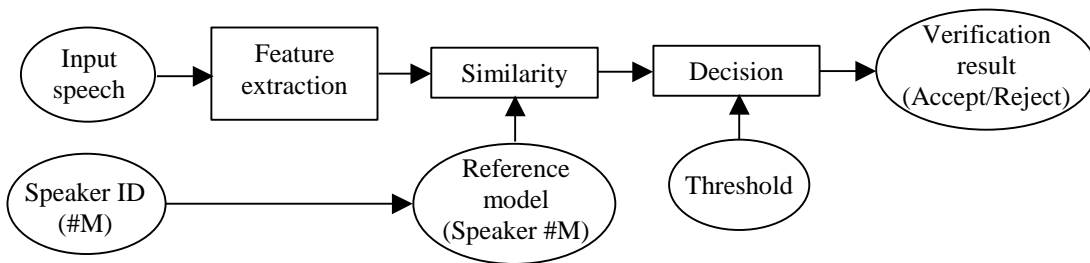 Input
speech
Feature
extraction
Similarity
Decision
Verification
result
(Accept/Reject)
Speaker ID
(#M)
Reference
model
(Speaker #M)
Threshold